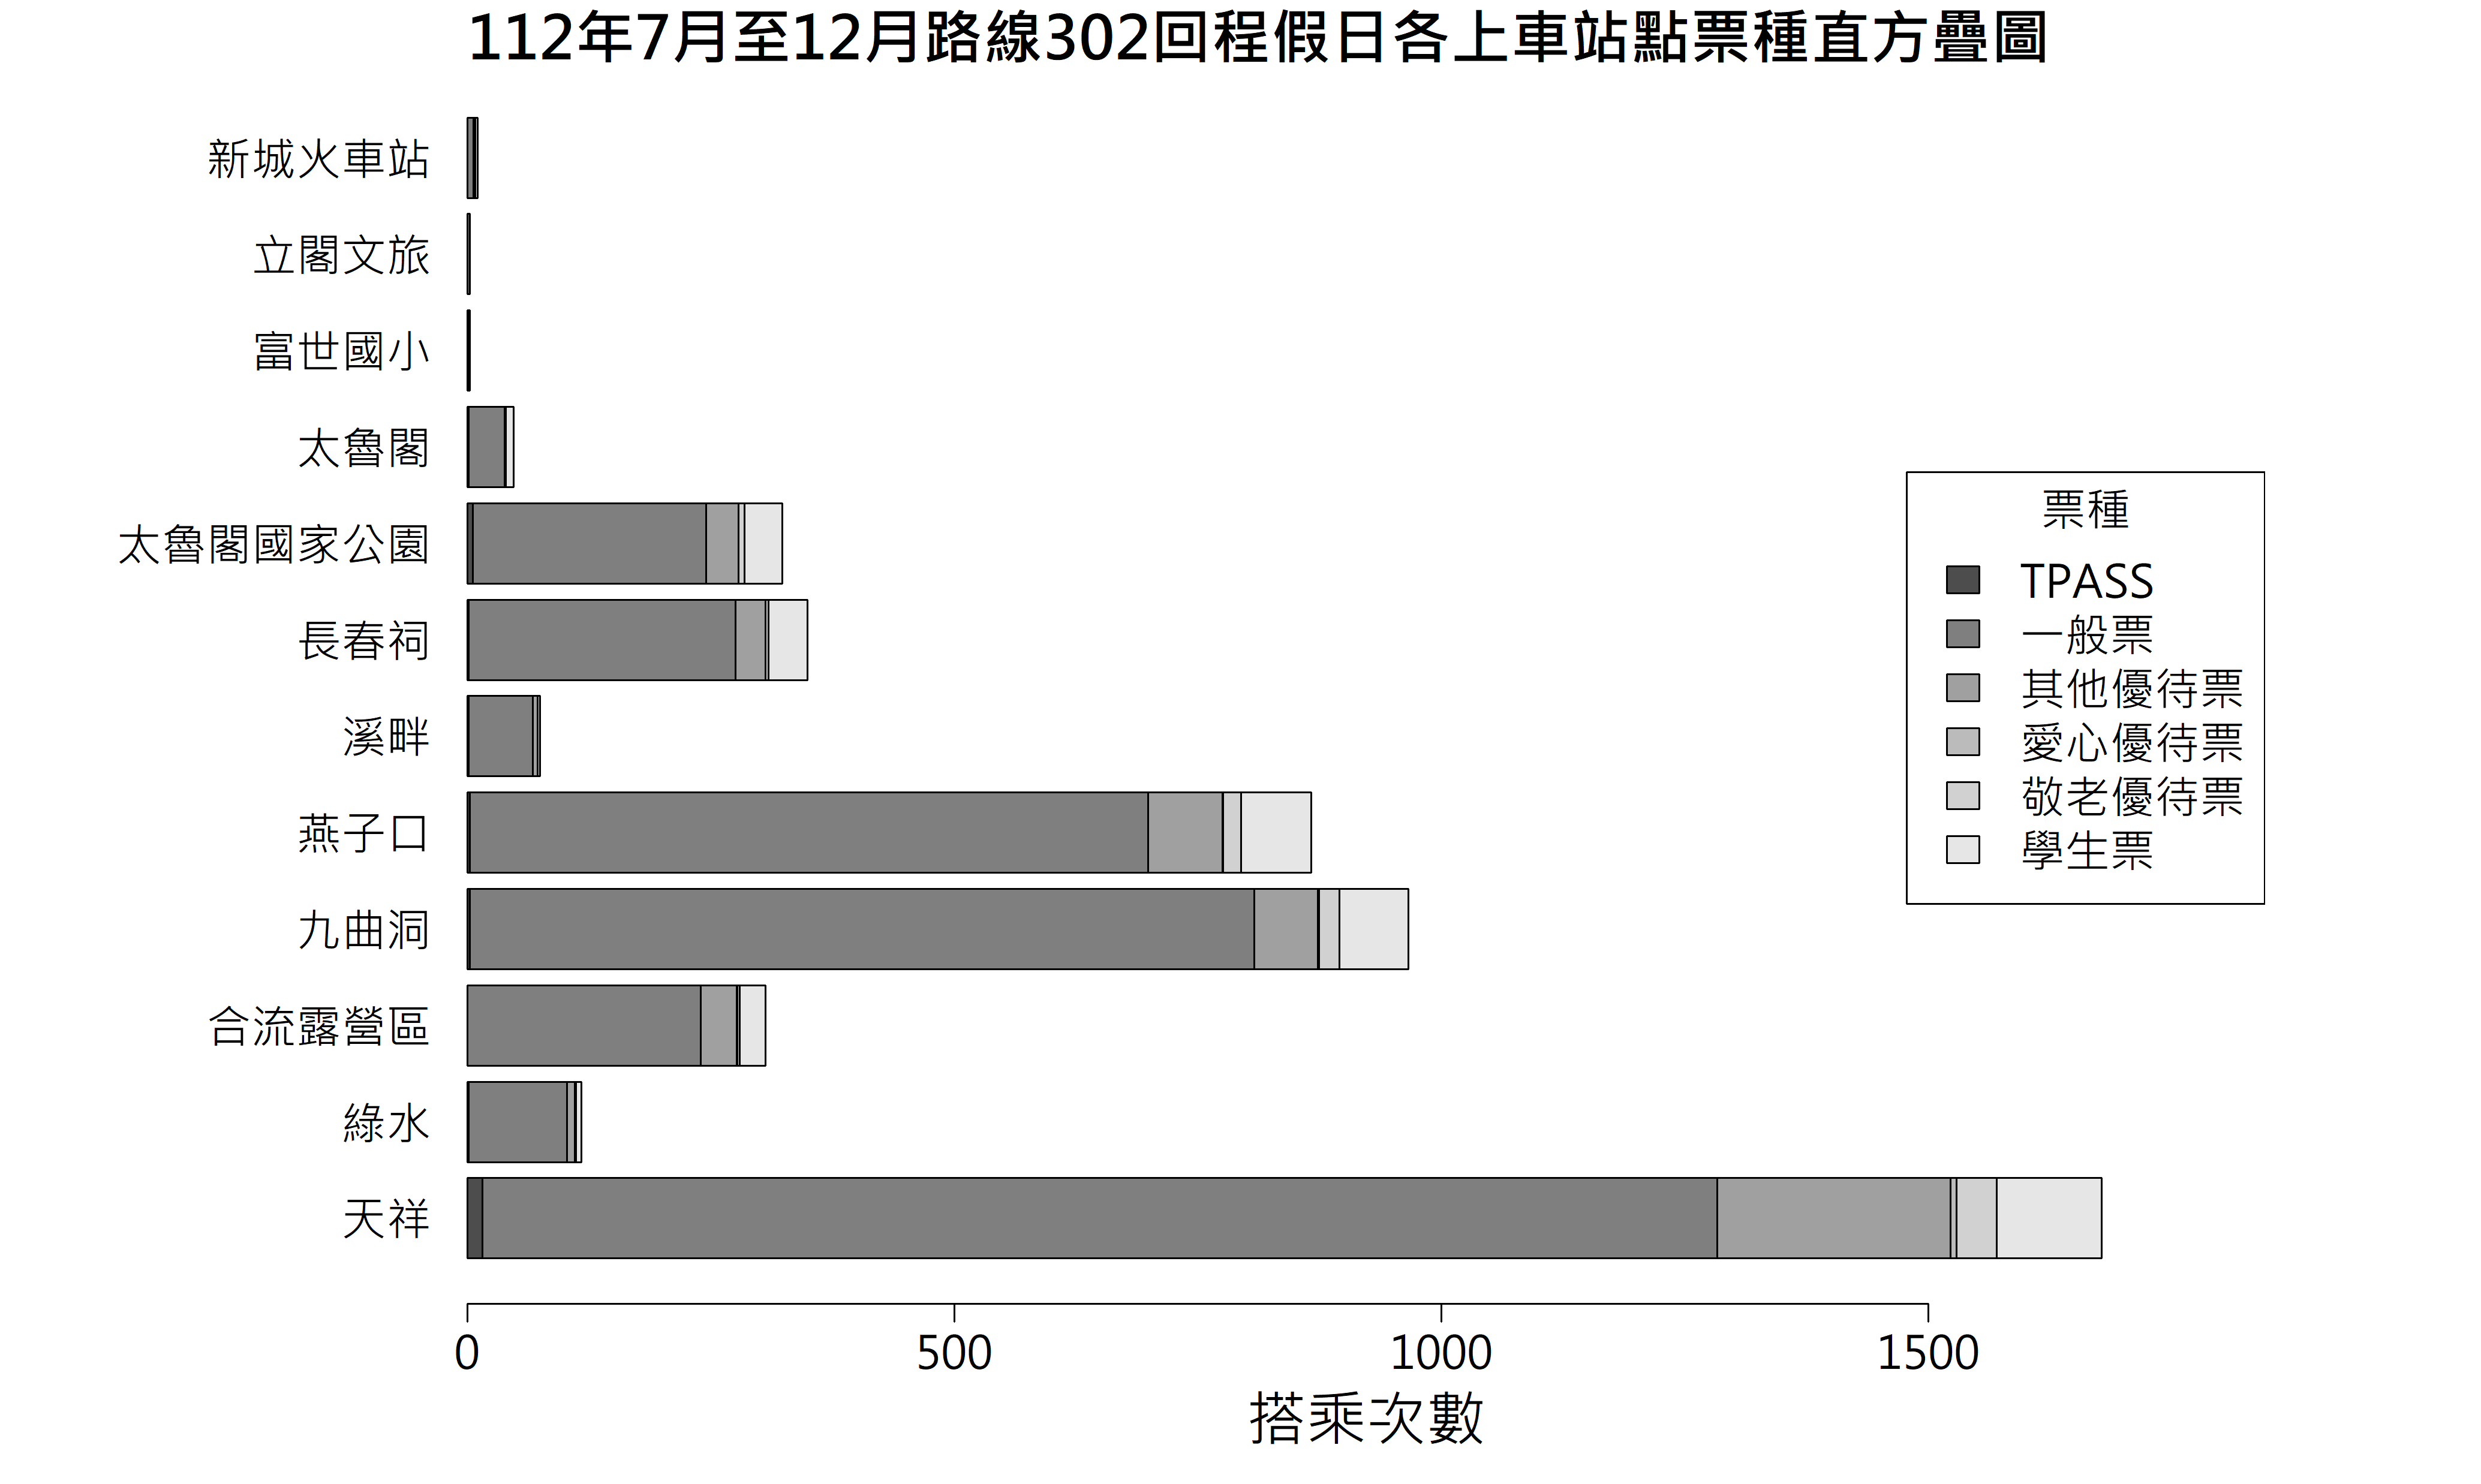 112年7月至12月路線302回程假日各上車站點票種直方疊圖
新城火車站
立閣文旅
富世國小
太魯閣
太魯閣國家公園
長春祠
溪畔
燕子口
九曲洞
合流露營區
綠水
天祥
票種
TPASS
一般票
其他優待票
愛心優待票
敬老優待票
學生票
0 500 1000 1500
搭乘次數